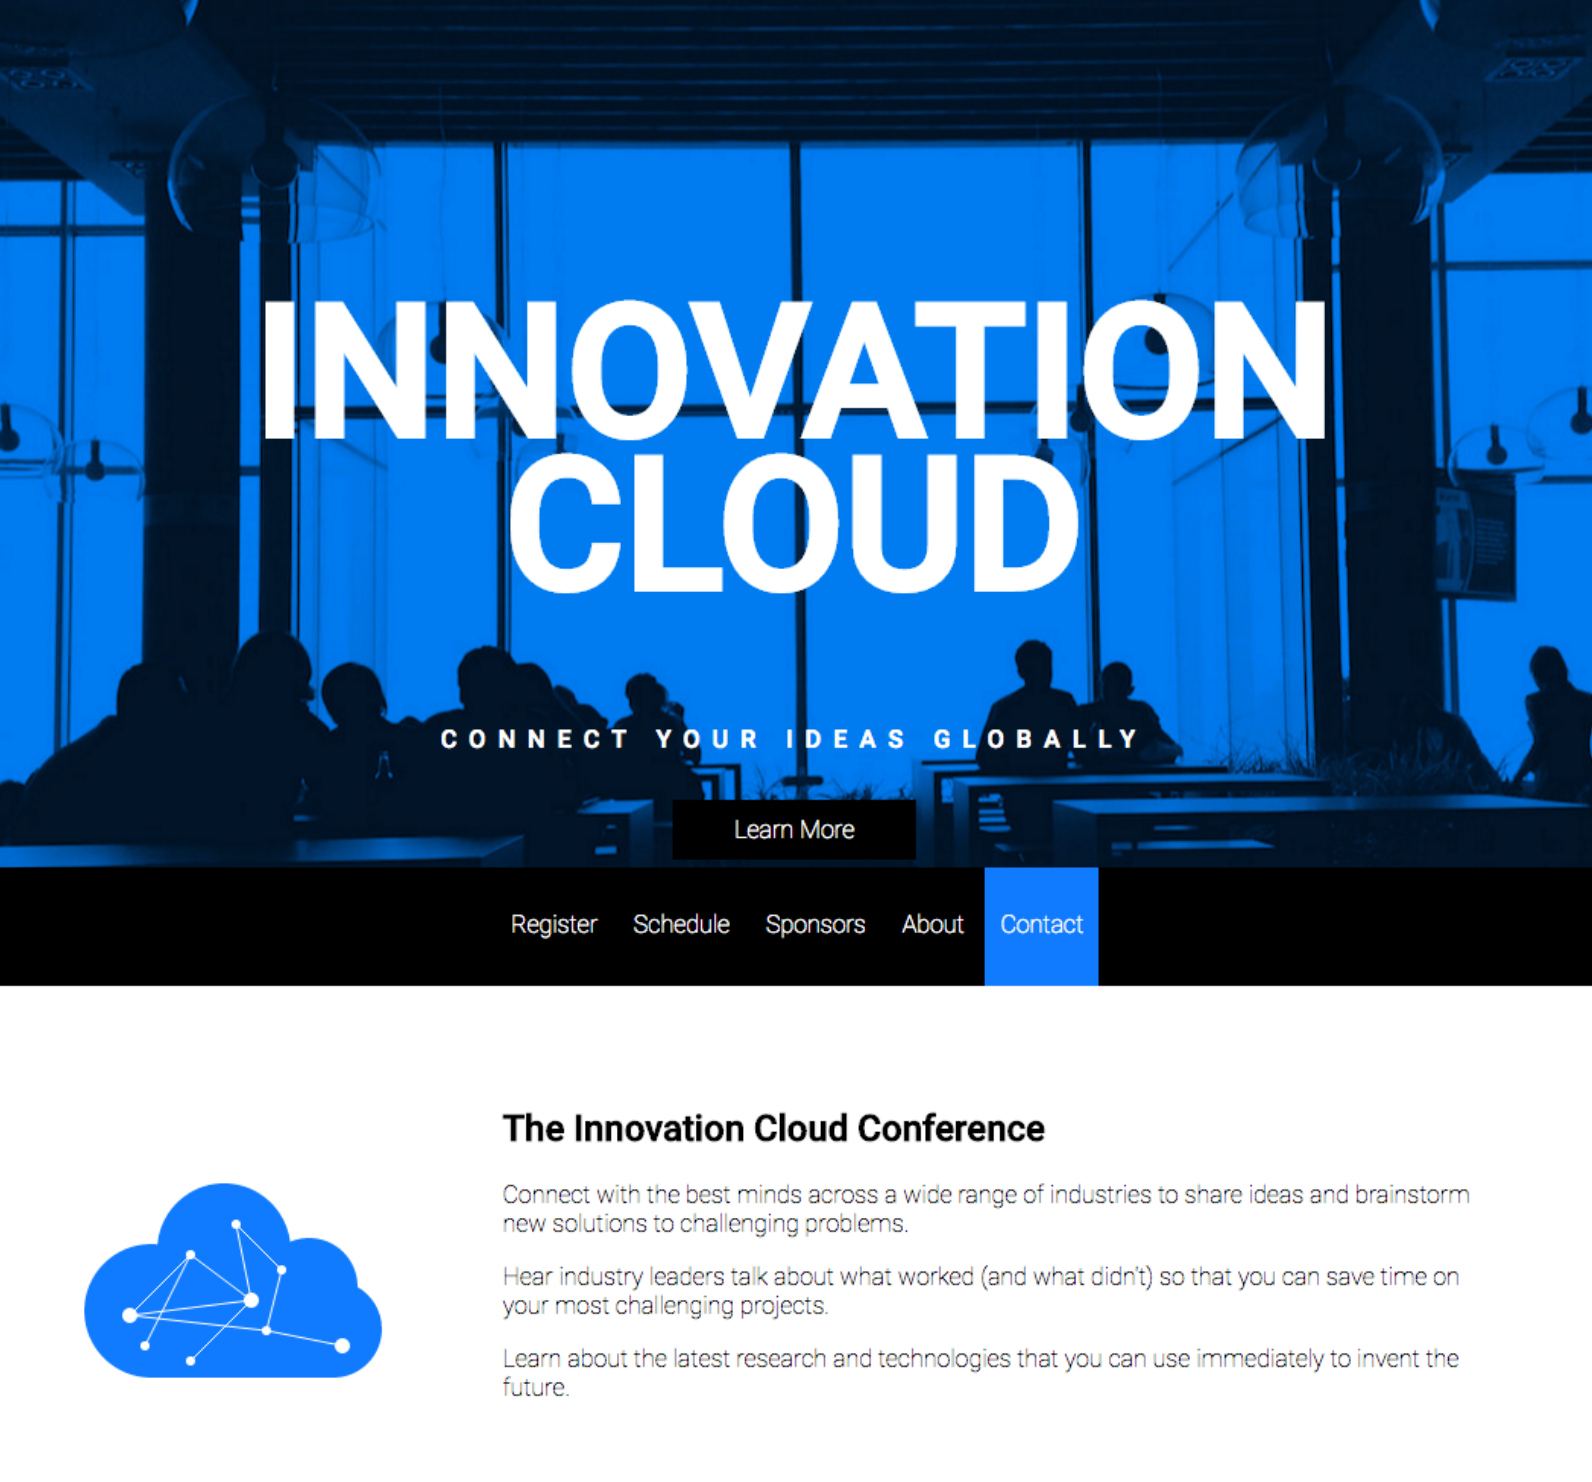 INNOVATION
CLOUD
CONNECT YOUR IDEAS GLOBALLY
Learn More
Register Schedule Sponsors About Contact
The Innovation Cloud Conference
Connect with the best minds across a wide range of industries to share ideas and brainstorm
new solutions to challenging problems.
Hear industry leaders talk about what worked (and what didn't) so that you can save time on
your most challenging projects.
Learn about the latest research and technologies that you can use immediately to invent the
future.